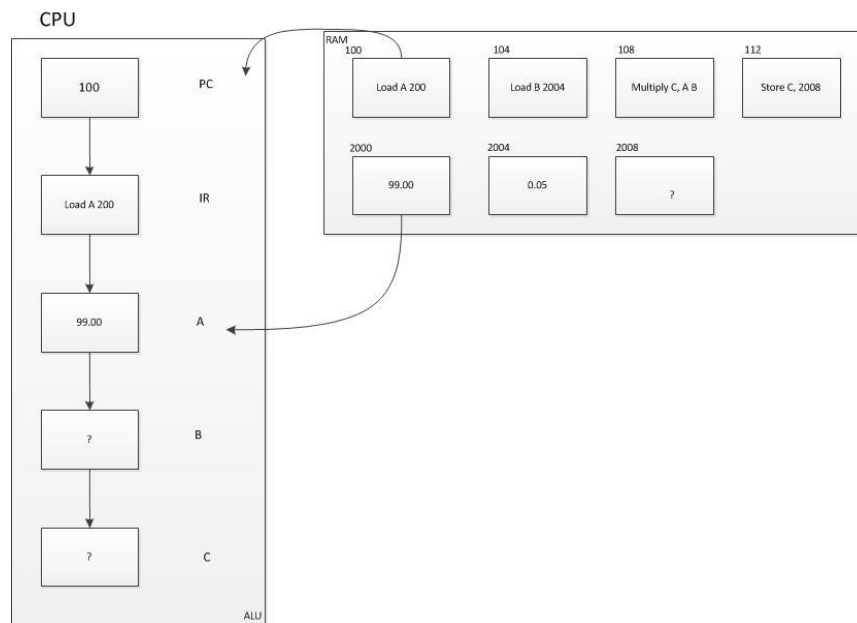 CPU
100
PC
Load A 200
IR
99.00
A
?
B
?
C
ALU
RAM
100
104
108
112
Load A 200
Load B 2004
Multiply C, A B
Store C, 2008
2000
2004
2008
99.00
0.05
?